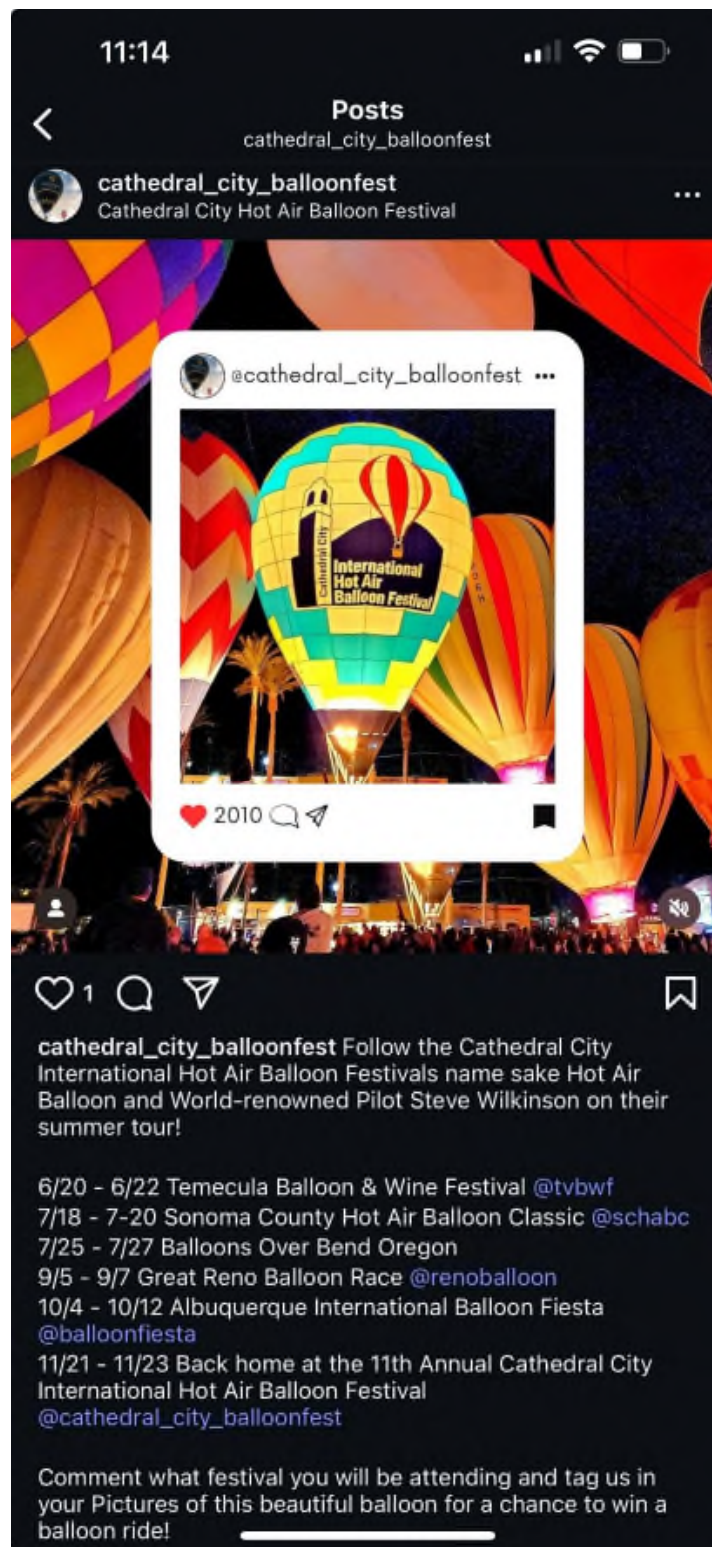 11:14
Posts
cathedral_city_balloonfest
cathedral_city_balloonfest
Cathedral City Hot Air Balloon Festival
@cathedral_city_balloonfest
Cathedral City
International
Hot Air
Balloon Festival
2010
1
cathedral_city_balloonfest Follow the Cathedral City
International Hot Air Balloon Festivals name sake Hot Air
Balloon and World-renowned Pilot Steve Wilkinson on their
summer tour!
6/20 - 6/22 Temecula Balloon & Wine Festival @tvbwf
7/18 - 7-20 Sonoma County Hot Air Balloon Classic @schabc
7/25 - 7/27 Balloons Over Bend Oregon
9/5 - 9/7 Great Reno Balloon Race @renoballoon
10/4 - 10/12 Albuquerque International Balloon Fiesta
@balloonfiesta
11/21 - 11/23 Back home at the 11th Annual Cathedral City
International Hot Air Balloon Festival
@cathedral_city_balloonfest
Comment what festival you will be attending and tag us in
your Pictures of this beautiful balloon for a chance to win a
balloon ride!